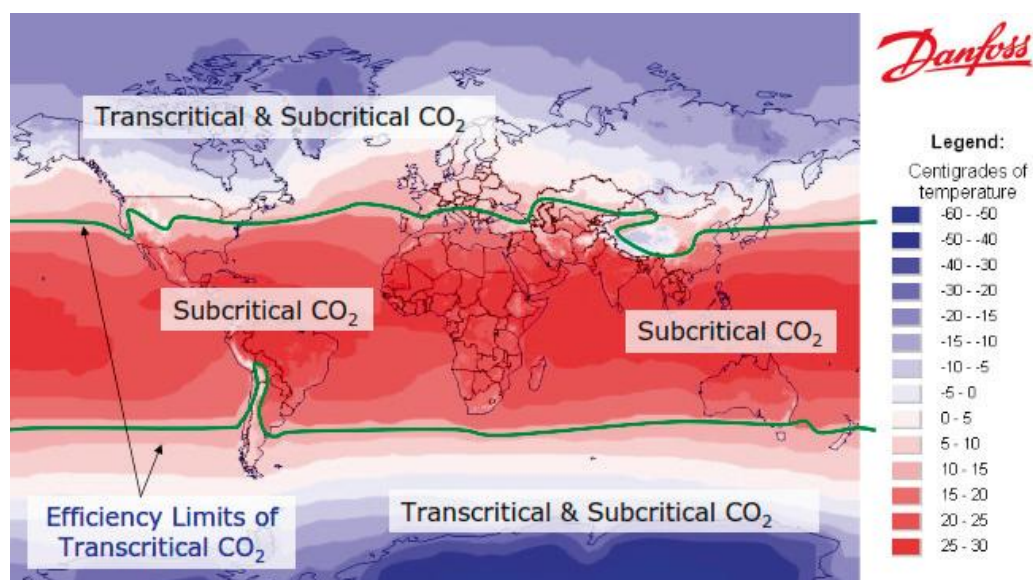 Danfoss
Transcritical & Subcritical CO₂
Subcritical CO₂
Subcritical CO₂
Efficiency Limits of
Transcritical CO₂
Transcritical & Subcritical CO₂
Legend:
Centigrades of
temperature
-60 - -50
-50 - -40
-40 - -30
-30 - -20
-20 - -15
-15 - -10
-10 - -5
-5 - 0
0 - 5
5 - 10
10 - 15
15 - 20
20 - 25
25 - 30